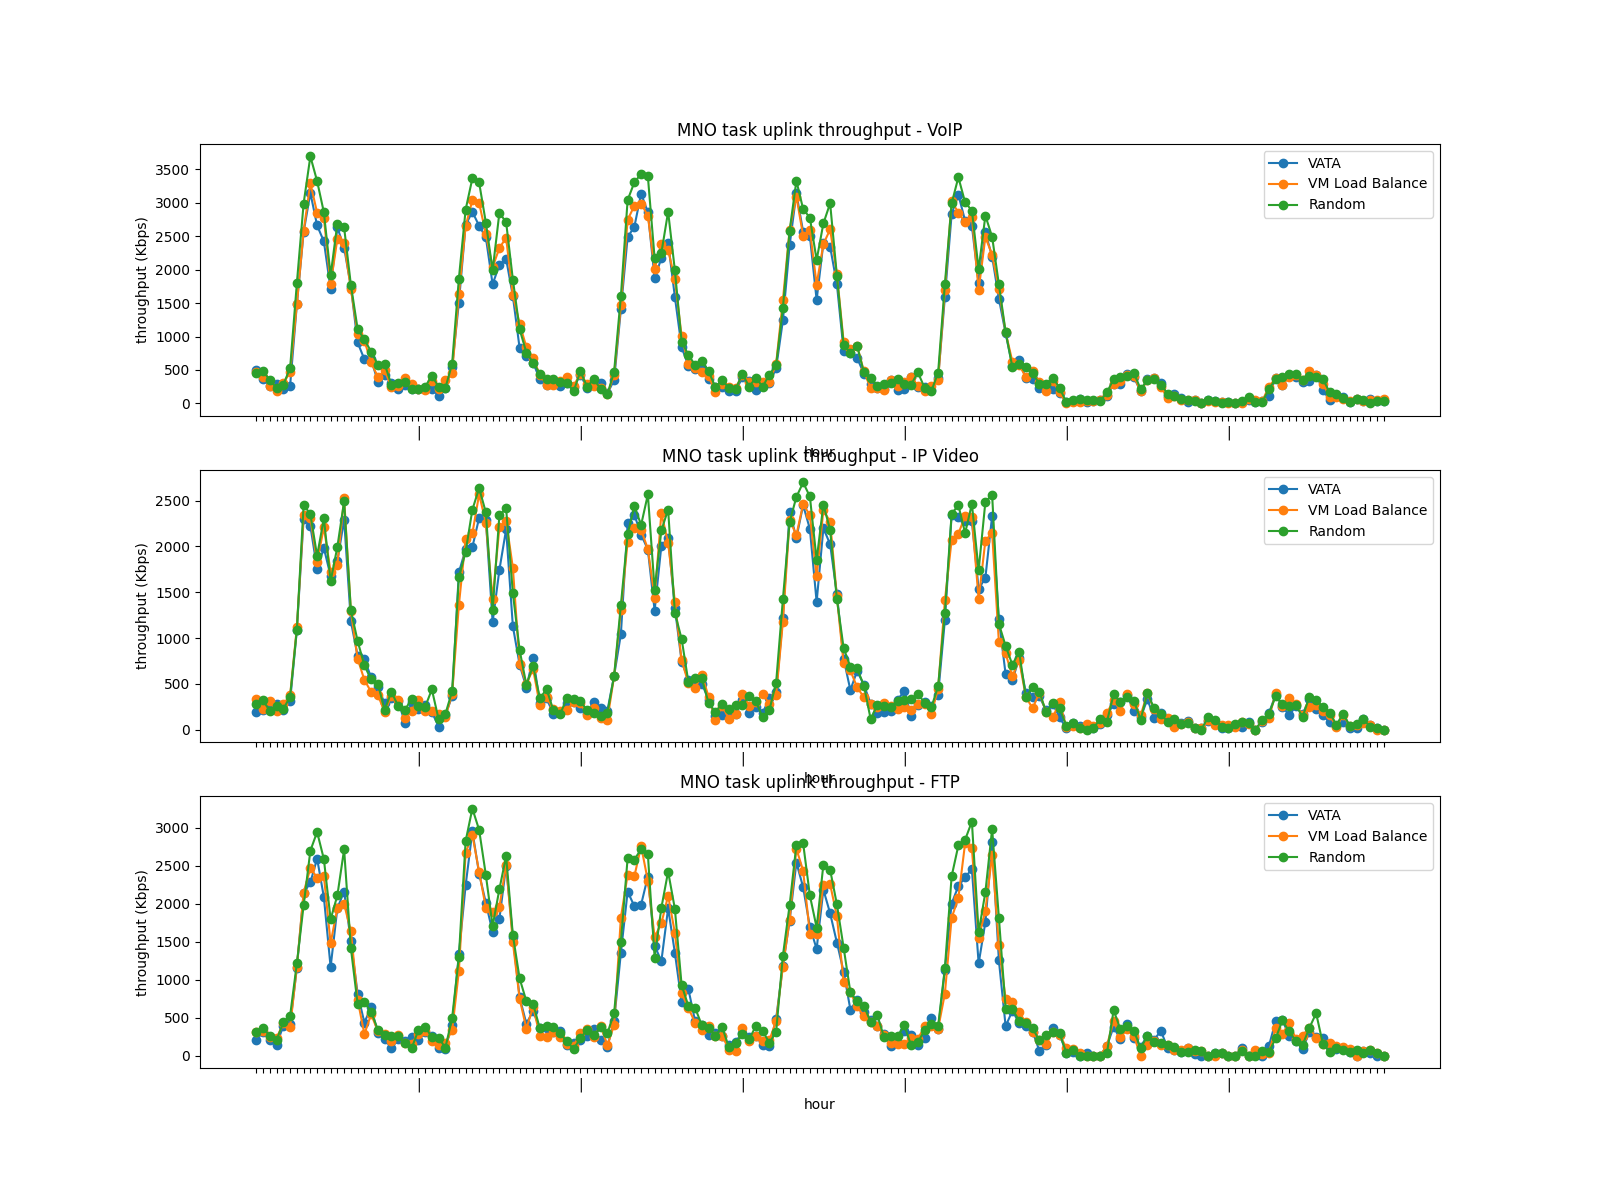 MNO task uplink throughput - VoIP
throughput (Kbps)
3500
3000
2500
2000
1500
1000
500
0
VATA
VM Load Balance
Random
hour
MNO task uplink throughput - IP Video
throughput (Kbps)
2500
2000
1500
1000
500
0
VATA
VM Load Balance
Random
hour
MNO task uplink throughput - FTP
throughput (Kbps)
3000
2500
2000
1500
1000
500
0
VATA
VM Load Balance
Random
hour